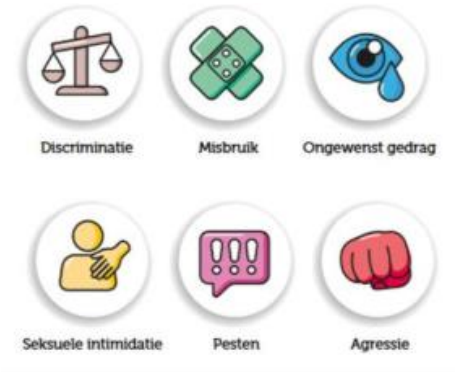 Discriminatie
Misbruik
Ongewenst gedrag
Seksuele intimidatie
Pesten
Agressie